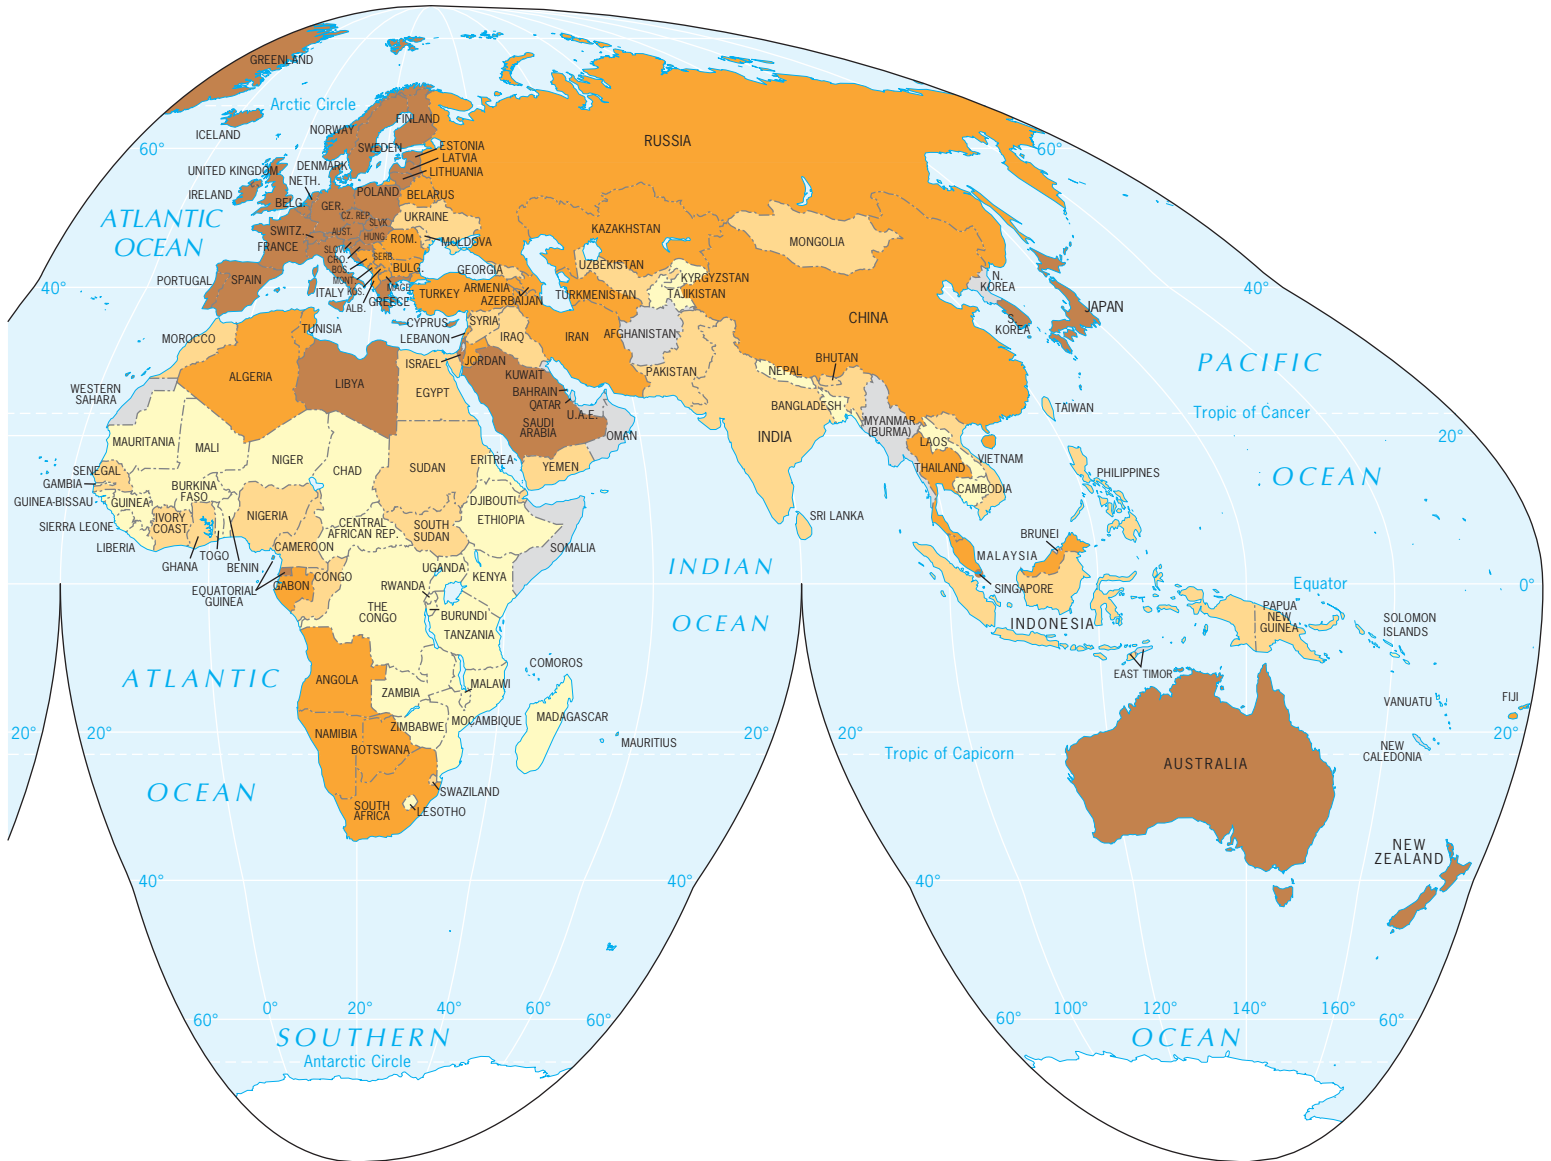 GREENLAND
Arctic Circle
ICELAND
NORWAY
FINLAND
SWEDEN
RUSSIA
60°
60°
ESTONIA
LATVIA
LITHUANIA
UNITED KINGDOM
DENMARK
NETH.
IRELAND
POLAND
BELARUS
BELG.
GER.
CZ. REP.
SLVK.
UKRAINE
ATLANTIC
OCEAN
SWITZ.
AUST.
HUNG.
ROM.
MOLDOVA
KAZAKHSTAN
MONGOLIA
FRANCE
SLOV.
CRO.
BOS.
SERB.
BULG.
GEORGIA
UZBEKISTAN
KYRGYZSTAN
PORTUGAL
SPAIN
MONT.
ITALY
KOS.
MACE.
ALB.
GREECE
TURKEY
ARMENIA
AZERBAIJAN
TURKMENISTAN
TAJIKISTAN
N.
KOREA
40°
40°
JAPAN
S.
KOREA
CHINA
MOROCCO
TUNISIA
CYPRUS
LEBANON
SYRIA
IRAQ
IRAN
AFGHANISTAN
PACIFIC
ISRAEL
JORDAN
KUWAIT
PAKISTAN
NEPAL
BHUTAN
ALGERIA
LIBYA
EGYPT
BAHRAIN
QATAR
U.A.E.
SAUDI
ARABIA
OMAN
BANGLADESH
MYANMAR
(BURMA)
TAIWAN
Tropic of Cancer
WESTERN
SAHARA
INDIA
20°
MAURITANIA
MALI
NIGER
CHAD
SUDAN
ERITREA
YEMEN
LAOS
THAILAND
VIETNAM
CAMBODIA
PHILIPPINES
OCEAN
SENEGAL
GAMBIA
GUINEA-BISSAU
GUINEA
BURKINA
FASO
DJIBOUTI
ETHIOPIA
SIERRA LEONE
IVORY
COAST
NIGERIA
CENTRAL
AFRICAN REP.
SOUTH
SUDAN
SRI LANKA
LIBERIA
GHANA
TOGO
BENIN
CAMEROON
SOMALIA
BRUNEI
MALAYSIA
INDIAN
OCEAN
EQUATORIAL
GUINEA
GABON
CONGO
UGANDA
RWANDA
KENYA
SINGAPORE
Equator
0°
THE
CONGO
BURUNDI
TANZANIA
INDONESIA
PAPUA
NEW
GUINEA
SOLOMON
ISLANDS
ATLANTIC
ANGOLA
ZAMBIA
MALAWI
COMOROS
EAST TIMOR
VANUATU
FIJI
NAMIBIA
ZIMBABWE
MOCAMBIQUE
MADAGASCAR
BOTSWANA
MAURITIUS
20°
20°
20°
20°
20°
Tropic of Capicorn
NEW
CALEDONIA
AUSTRALIA
OCEAN
SWAZILAND
SOUTH
AFRICA
LESOTHO
NEW
ZEALAND
40°
40°
40°
60°
0°
20°
40°
60°
60°
60°
100°
120°
140°
160°
60°
SOUTHERN
OCEAN
Antarctic Circle